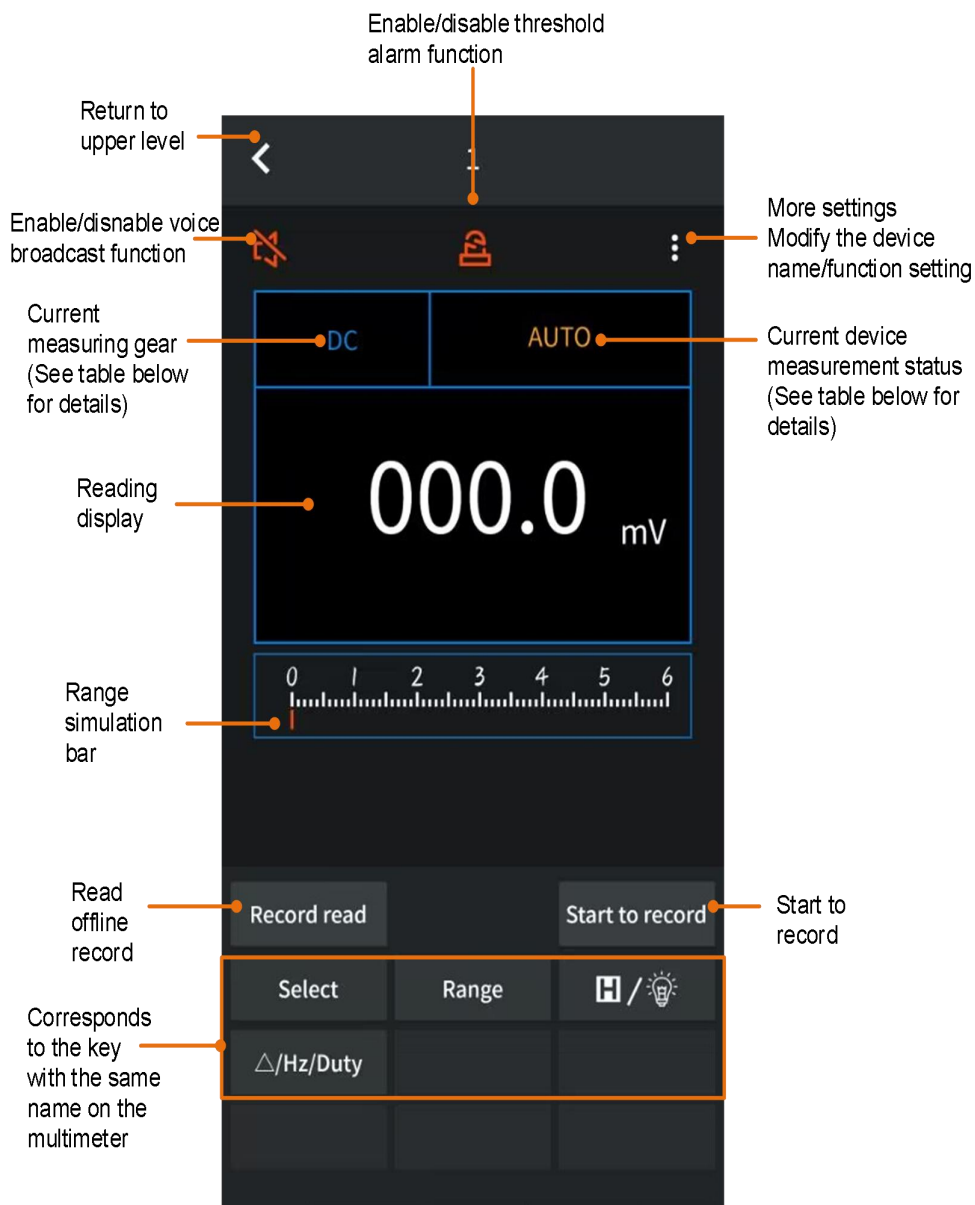 Enable/disable threshold
alarm function
Return to
upper level
1
Enable/disnable voice
broadcast function
More settings
Modify the device
name/function setting
Current
measuring gear
(See table below
for details)
DC
AUTO
Current device
measurement status
(See table below for
details)
Reading
display
000.0
mV
0 1 2 3 4 5 6
Range
simulation
bar
Read
offline
record
Record read
Start to record
Start to
record
Select
Range
H/
Corresponds
to the key
with the same
name on the
multimeter
△/Hz/Duty